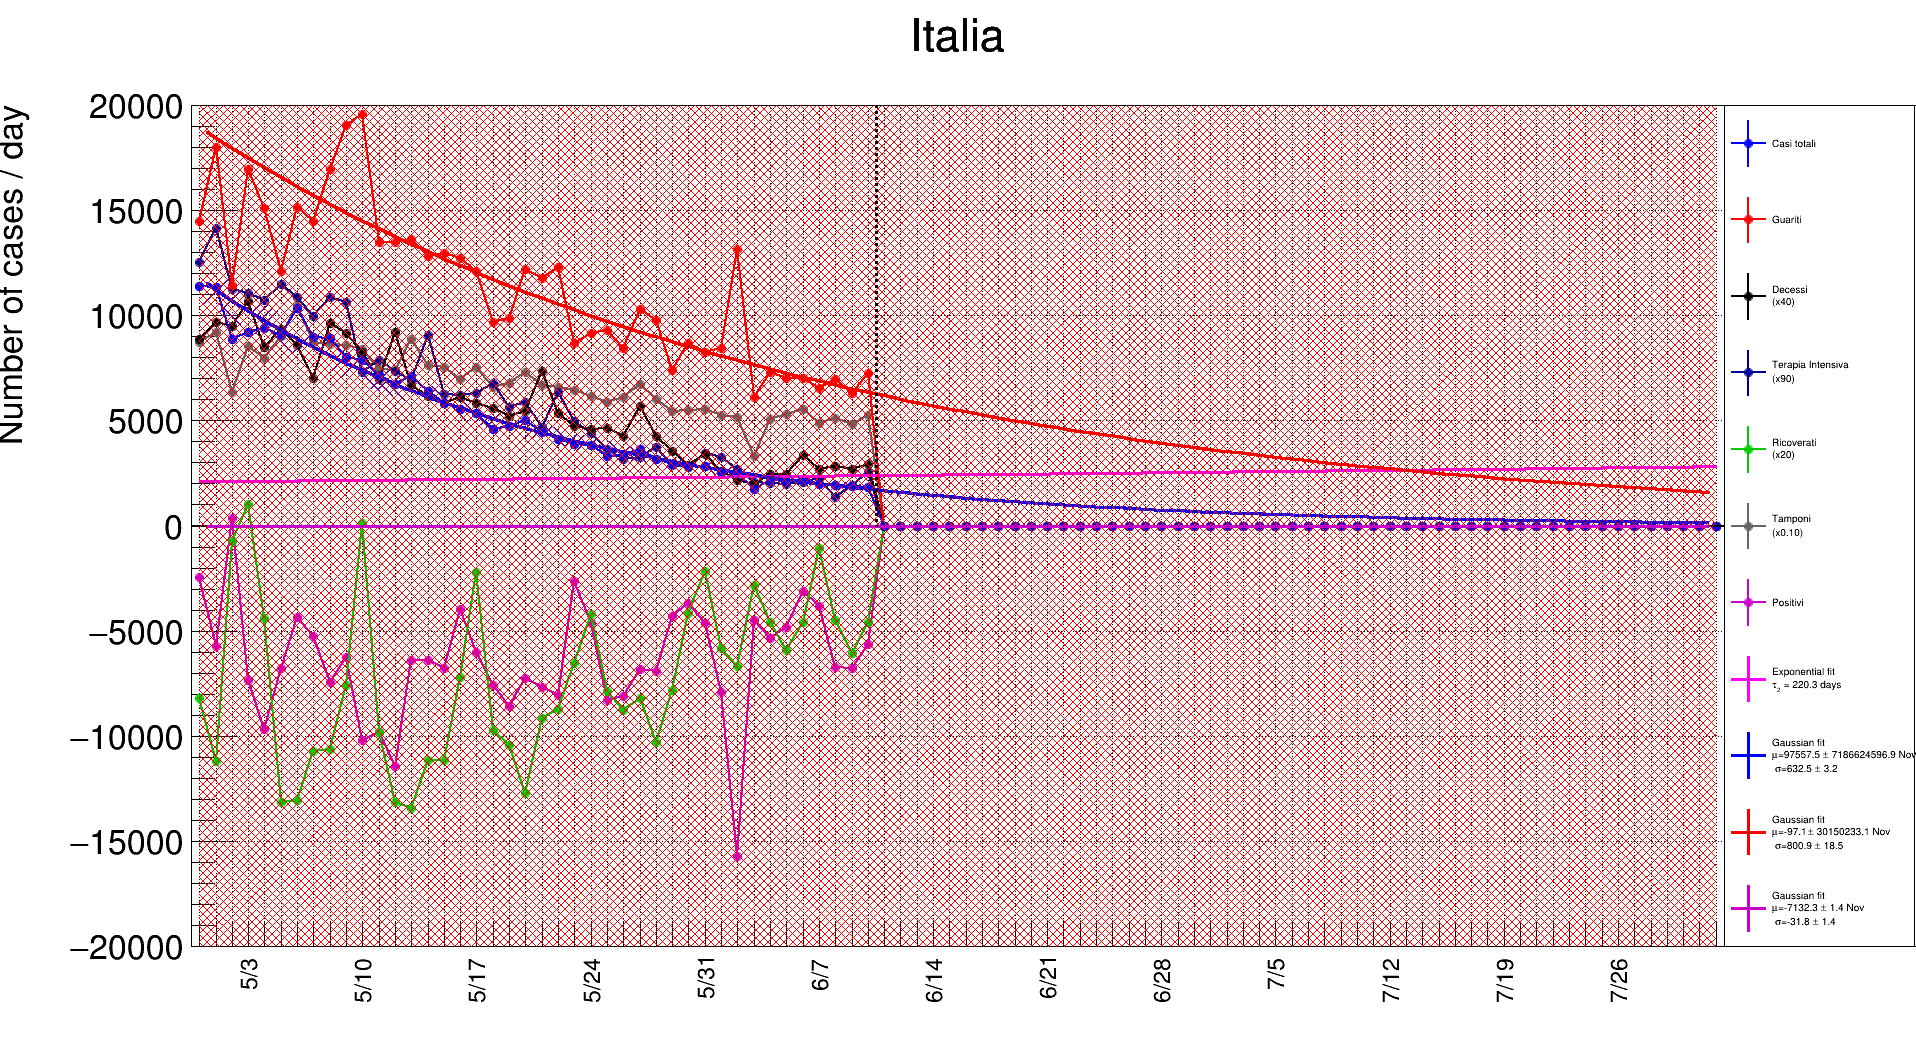 Italia
Number of cases / day
20000
15000
10000
5000
0
−5000
−10000
−15000
−20000
5/3
5/10
5/17
5/24
5/31
6/7
6/14
6/21
6/28
7/5
7/12
7/19
7/26
Casi totali
Guariti
Decessi
(x40)
Terapia Intensiva
(x90)
Ricoverati
(x20)
Tamponi
(x0.10)
Positivi
Exponential fit
τ2 = 220.3 days
Gaussian fit
μ=97557.5 ± 7186624596.9 Nov
σ=632.5 ± 3.2
Gaussian fit
μ=-97.1± 30150233.1 Nov
σ=800.9 ± 18.5
Gaussian fit
μ=-7132.3 ± 1.4 Nov
σ=-31.8 ± 1.4